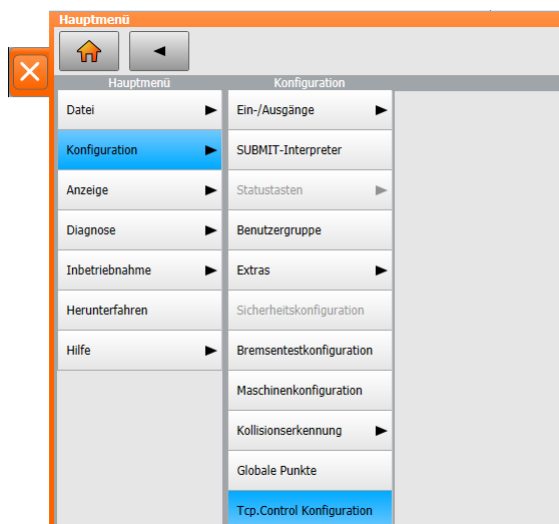 Hauptmenü
Hauptmenü
Konfiguration
Datei
Konfiguration
Anzeige
Diagnose
Inbetriebnahme
Herunterfahren
Hilfe
Ein-/Ausgänge
SUBMIT-Interpreter
Statustasten
Benutzergruppe
Extras
Sicherheitskonfiguration
Bremsentestkonfiguration
Maschinenkonfiguration
Kollisionserkennung
Globale Punkte
Tcp.Control Konfiguration